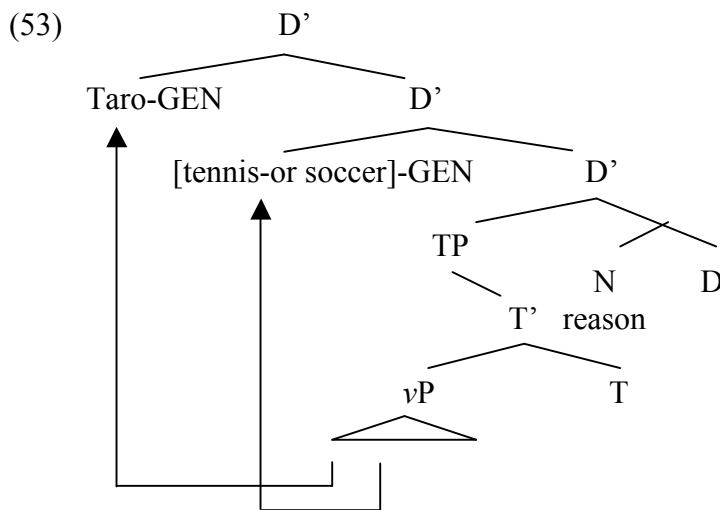 (53) D’
Taro-GEN D’
[tennis-or soccer]-GEN D’
TP N D
T’ reason
vP T